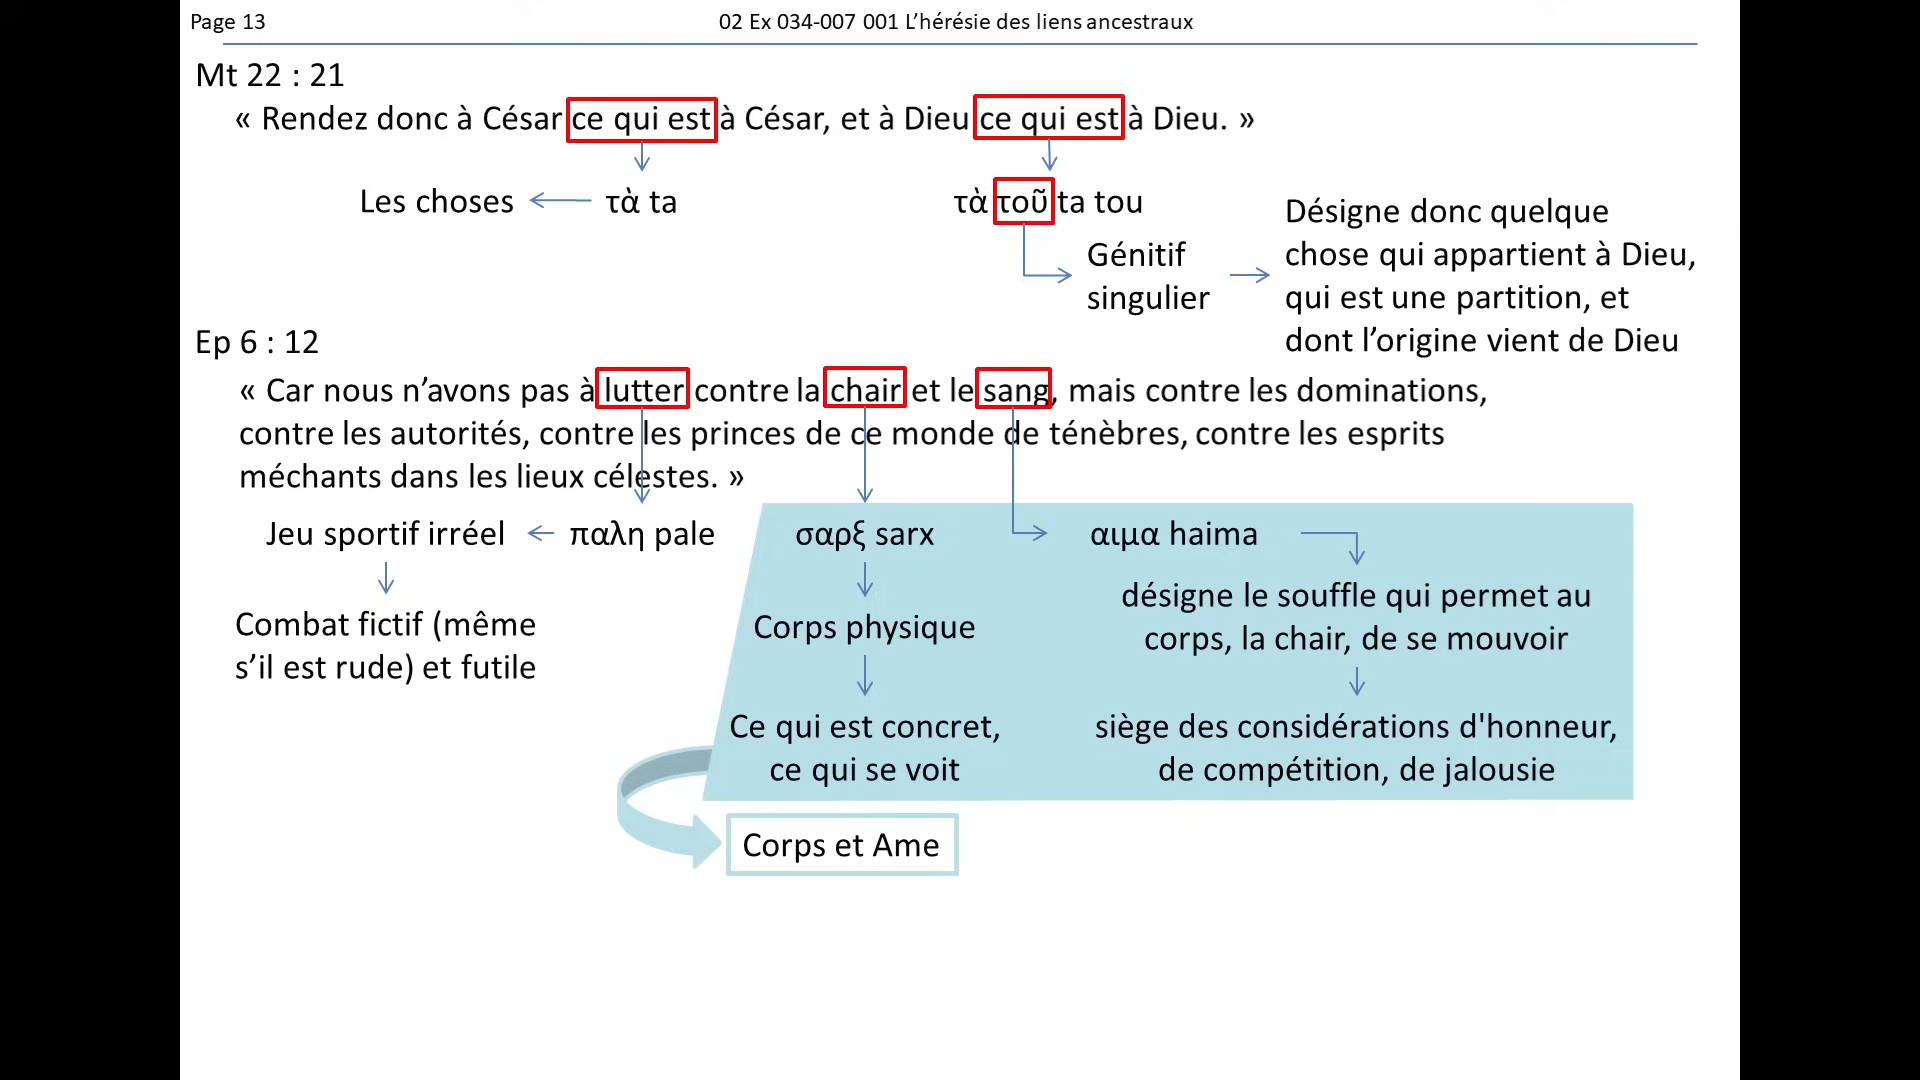 Page 13
02 Ex 034-007 001 L’hérésie des liens ancestraux
Mt 22 : 21
« Rendez donc à César ce qui est à César, et à Dieu ce qui est à Dieu. »
Les choses
τὰ ta
τὰ τοῦ ta tou
Génitif
singulier
Désigne donc quelque
chose qui appartient à Dieu,
qui est une partition, et
dont l’origine vient de Dieu
Ep 6 : 12
« Car nous n’avons pas à lutter contre la chair et le sang, mais contre les dominations,
contre les autorités, contre les princes de ce monde de ténèbres, contre les esprits
méchants dans les lieux célestes. »
Jeu sportif irréel
παλη pale
σαρξ sarx
αιμα haima
Combat fictif (même
s’il est rude) et futile
Corps physique
désigne le souffle qui permet au
corps, la chair, de se mouvoir
Ce qui est concret,
ce qui se voit
siège des considérations d'honneur,
de compétition, de jalousie
Corps et Ame